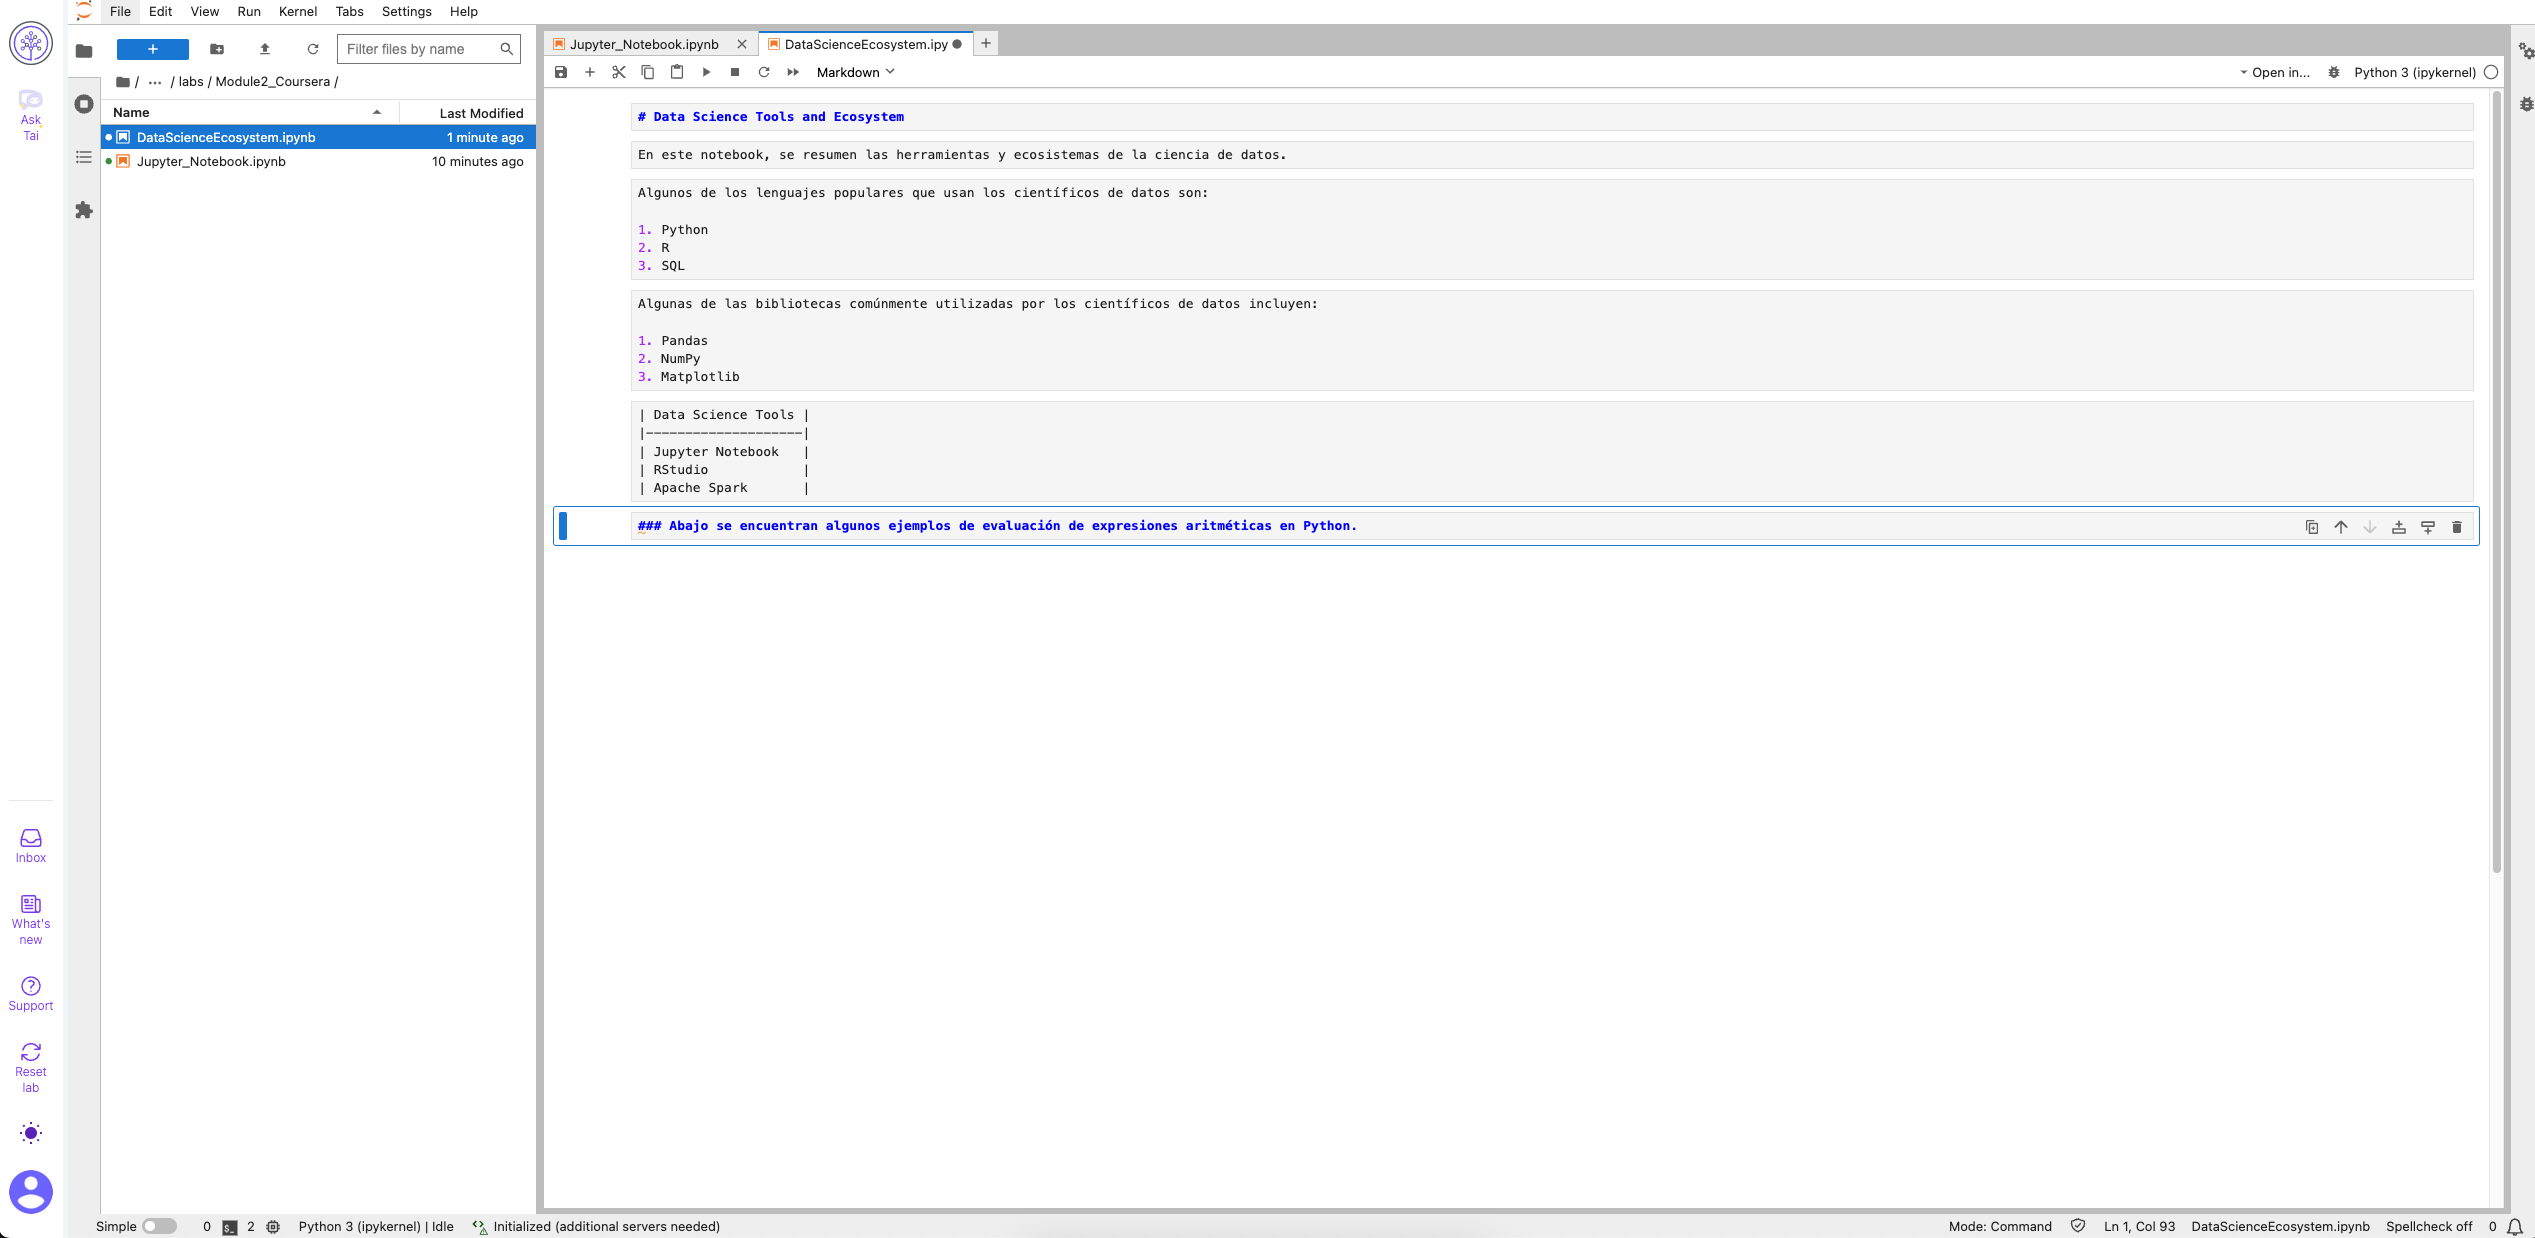 File Edit View Run Kernel Tabs Settings Help
Ask
Tai
Filter files by name
/ ··· / labs / Module2_Coursera /
Name Last Modified
DataScienceEcosystem.ipynb 1 minute ago
Jupyter_Notebook.ipynb 10 minutes ago
Inbox
What's
new
Support
Reset
lab
Jupyter_Notebook.ipynb DataScienceEcosystem.ipy
Markdown Open in... Python 3 (ipykernel)
# Data Science Tools and Ecosystem
En este notebook, se resumen las herramientas y ecosistemas de la ciencia de datos.
Algunos de los lenguajes populares que usan los científicos de datos son:
1. Python
2. R
3. SQL
Algunas de las bibliotecas comúnmente utilizadas por los científicos de datos incluyen:
1. Pandas
2. NumPy
3. Matplotlib
| Data Science Tools |
|--------------------|
| Jupyter Notebook   |
| RStudio            |
| Apache Spark       |
### Abajo se encuentran algunos ejemplos de evaluación de expresiones aritméticas en Python.
Simple 0 $_ 2 Python 3 (ipykernel) | Idle Initialized (additional servers needed) Mode: Command Ln 1, Col 93 DataScienceEcosystem.ipynb Spellcheck off 0